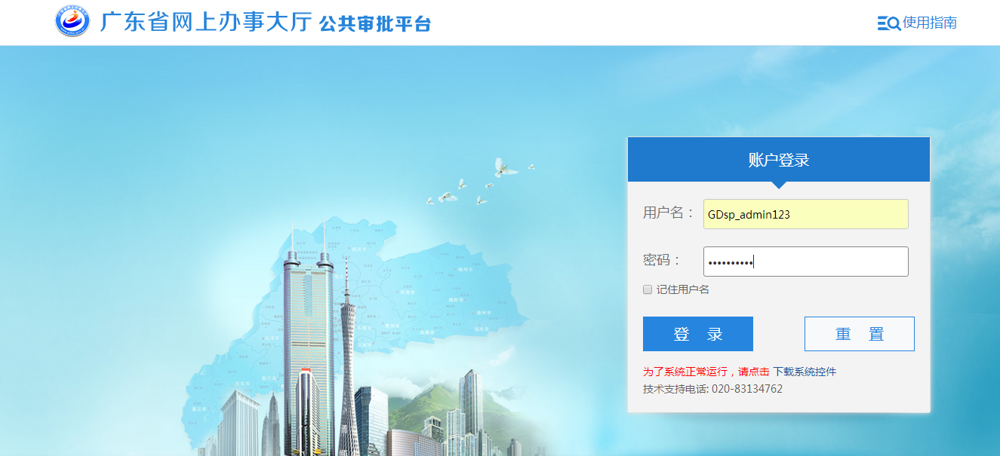 广东省网上办事大厅 公共审批平台
使用指南
账户登录
用户名： GDsp_admin123
密码： ••••••••••
记住用户名
登 录 重 置
为了系统正常运行，请点击 下载系统控件
技术支持电话: 020-83134762